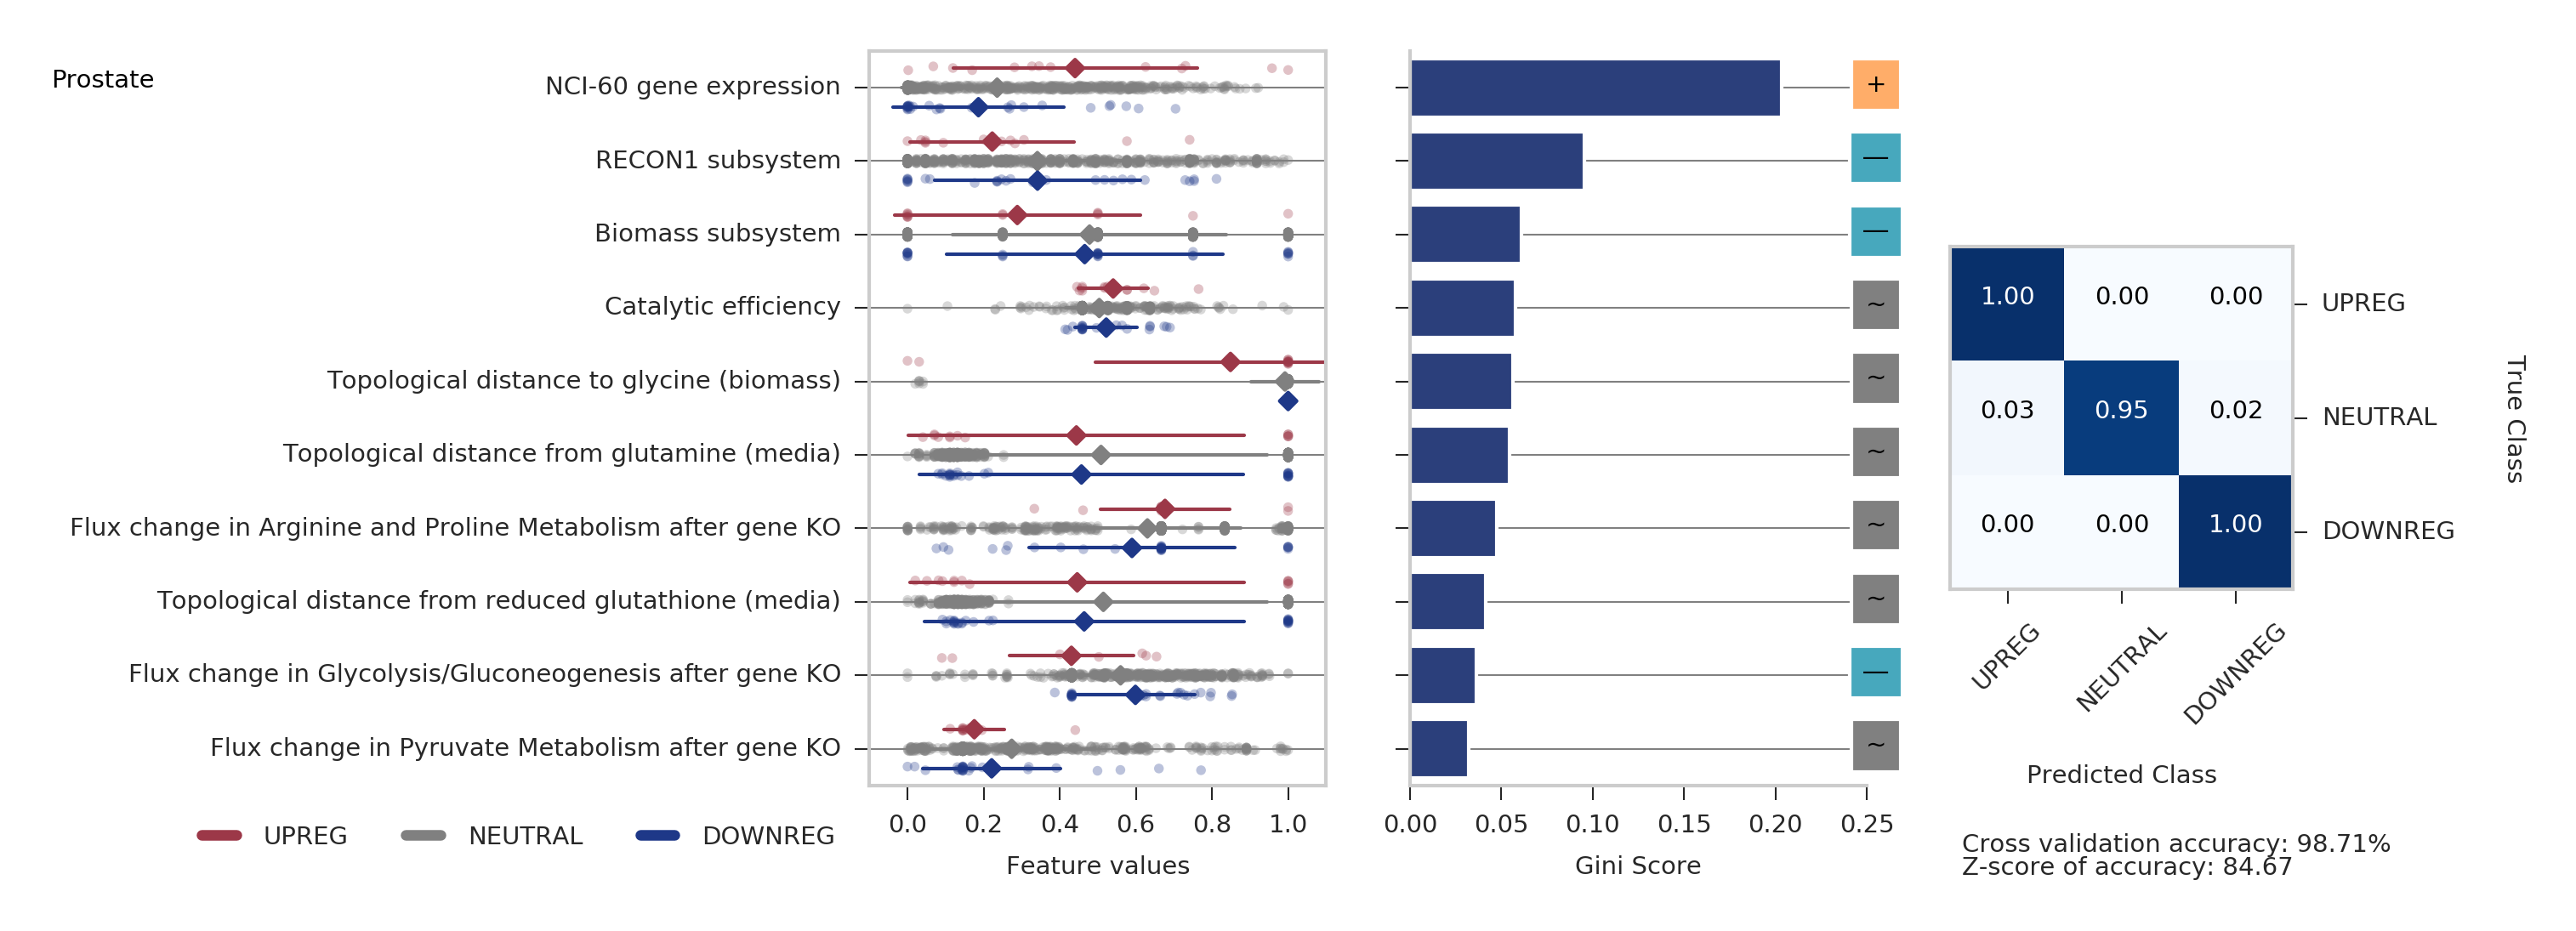 Prostate
NCI-60 gene expression
RECON1 subsystem
Biomass subsystem
Catalytic efficiency
Topological distance to glycine (biomass)
Topological distance from glutamine (media)
Flux change in Arginine and Proline Metabolism after gene KO
Topological distance from reduced glutathione (media)
Flux change in Glycolysis/Gluconeogenesis after gene KO
Flux change in Pyruvate Metabolism after gene KO
UPREG NEUTRAL DOWNREG
0.0 0.2 0.4 0.6 0.8 1.0
Feature values
+
—
—
~
~
~
~
~
—
~
0.00 0.05 0.10 0.15 0.20 0.25
Gini Score
1.00 0.00 0.00 UPREG
0.03 0.95 0.02 NEUTRAL
0.00 0.00 1.00 DOWNREG
True Class
UPREG NEUTRAL DOWNREG
Predicted Class
Cross validation accuracy: 98.71%
Z-score of accuracy: 84.67